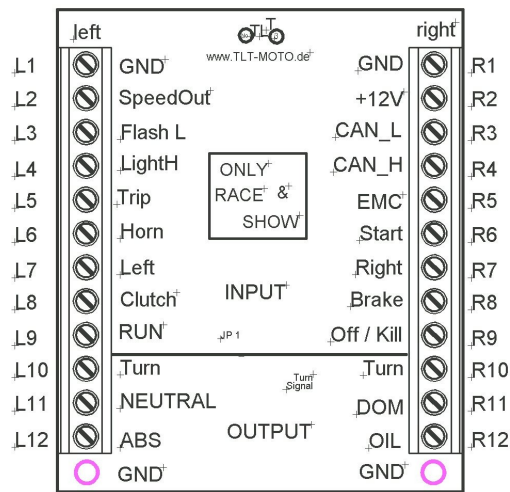 left TLT right
www.TLT-MOTO.de
L1 GND GND R1
L2 SpeedOut +12V R2
L3 Flash L CAN_L R3
L4 LightH CAN_H R4
ONLY
RACE &
SHOW
L5 Trip EMC R5
L6 Horn Start R6
L7 Left Right R7
INPUT
L8 Clutch Brake R8
L9 RUN JP 1 Off / Kill R9
L10 Turn Turn R10
Turn
Signal
L11 NEUTRAL DOM R11
OUTPUT
L12 ABS OIL R12
GND GND